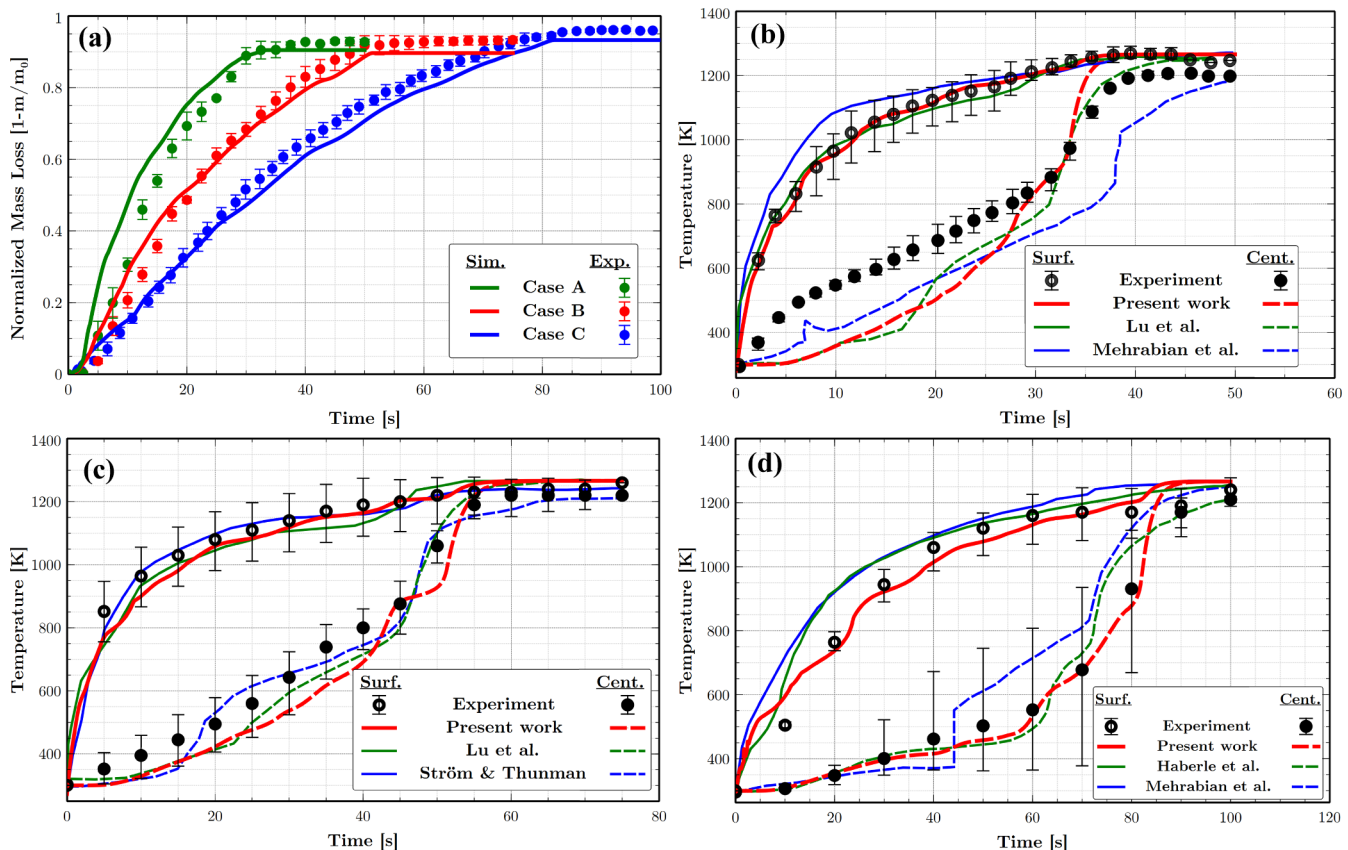 (a)
Normalized Mass Loss [1-m/m0]
1
0.8
0.6
0.4
0.2
0
Sim. Exp.
Case A
Case B
Case C
0 20 40 60 80 100
Time [s]
(b)
Temperature [K]
1400
1200
1000
800
600
400
Surf. Cent.
Experiment
Present work
Lu et al.
Mehrabian et al.
0 10 20 30 40 50 60
Time [s]
(c)
Temperature [K]
1400
1200
1000
800
600
400
Surf. Cent.
Experiment
Present work
Lu et al.
Ström & Thunman
0 20 40 60 80
Time [s]
(d)
Temperature [K]
1400
1200
1000
800
600
400
Surf. Cent.
Experiment
Present work
Haberle et al.
Mehrabian et al.
0 20 40 60 80 100 120
Time [s]